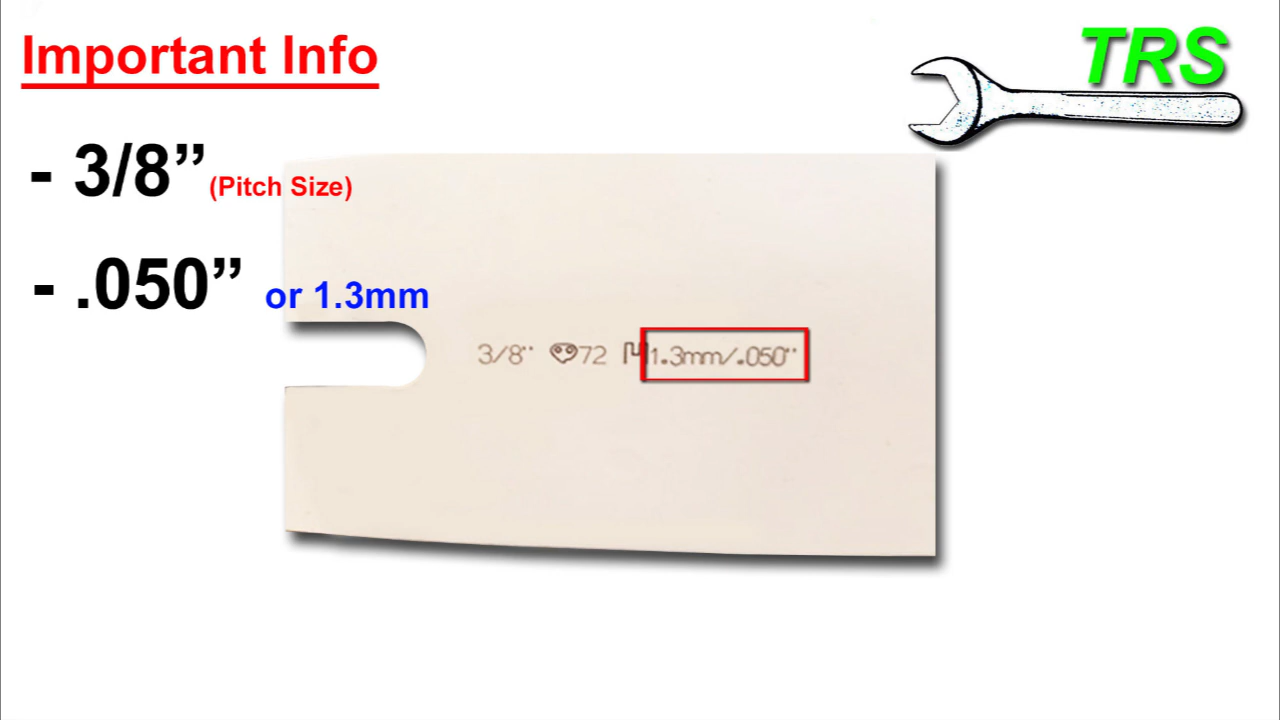 Important Info
TRS
- 3/8” (Pitch Size)
- .050” or 1.3mm
3/8" 72 1.3mm/.050"